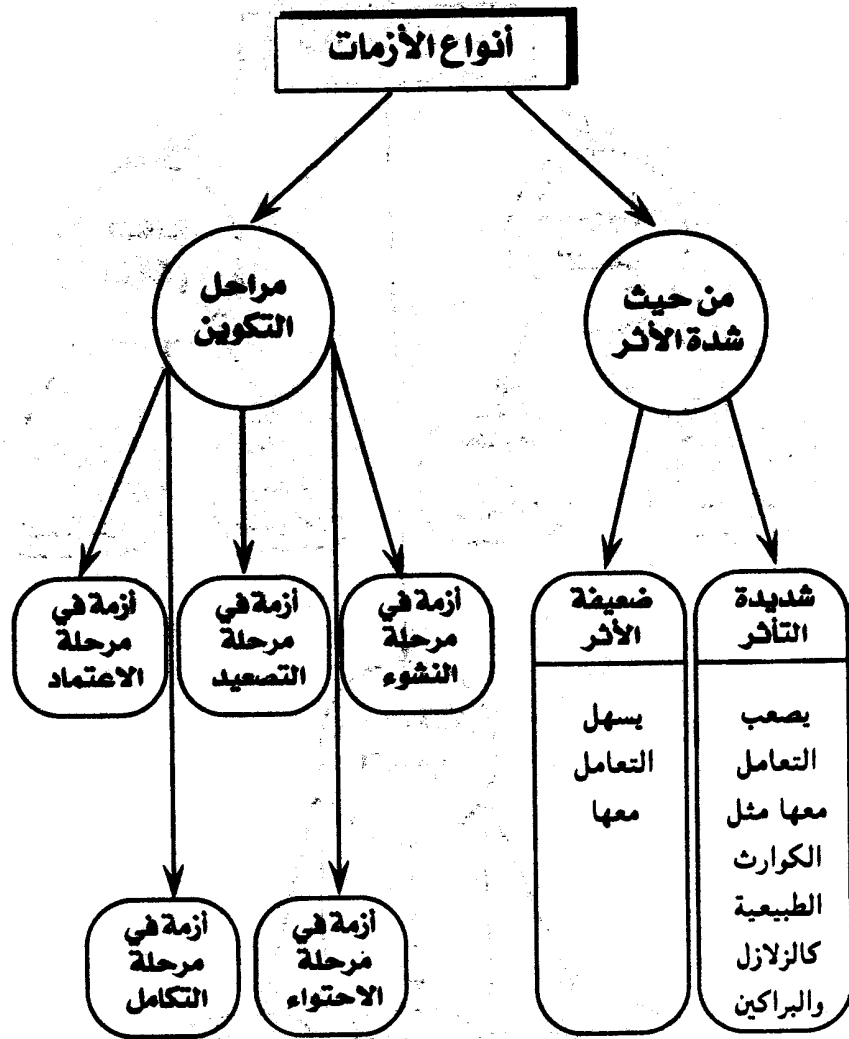 أنواع الأزمات
من حيث
شدة الأثر
شديدة
التأثر
يصعب
التعامل
معها مثل
الكوارث
الطبيعية
كالزلازل
والبراكين
ضعيفة
الأثر
يسهل
التعامل
معها
مراحل
التكوين
أزمة في
مرحلة
النشوء
أزمة في
مرحلة
التصعيد
أزمة في
مرحلة
الاعتماد
أزمة في
مرحلة
الاحتواء
أزمة في
مرحلة
التكامل